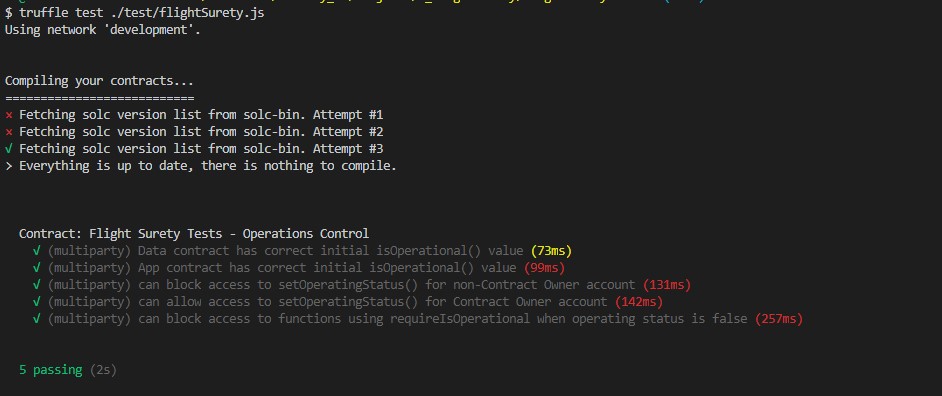 $ truffle test ./test/flightSurety.js
Using network 'development'.
Compiling your contracts...
===========================
× Fetching solc version list from solc-bin. Attempt #1
× Fetching solc version list from solc-bin. Attempt #2
√ Fetching solc version list from solc-bin. Attempt #3
> Everything is up to date, there is nothing to compile.
Contract: Flight Surety Tests - Operations Control
√ (multiparty) Data contract has correct initial isOperational() value (73ms)
√ (multiparty) App contract has correct initial isOperational() value (99ms)
√ (multiparty) can block access to setOperatingStatus() for non-Contract Owner account (131ms)
√ (multiparty) can allow access to setOperatingStatus() for Contract Owner account (142ms)
√ (multiparty) can block access to functions using requireIsOperational when operating status is false (257ms)
5 passing (2s)